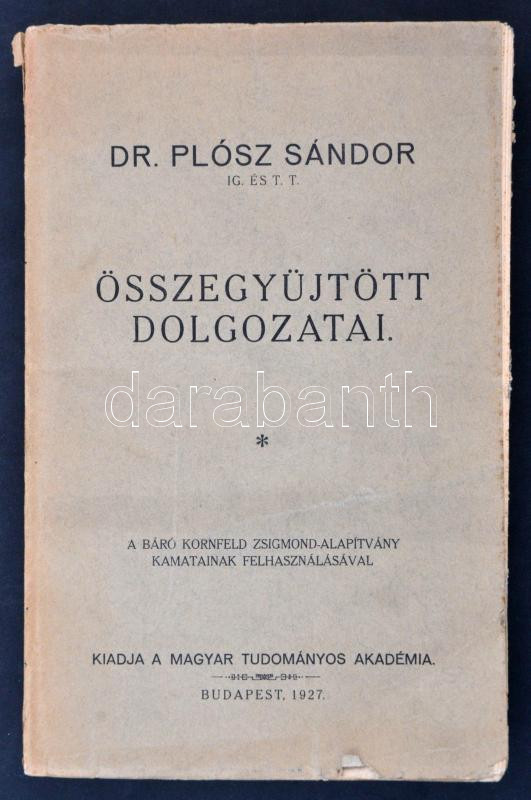 DR. PLÓSZ SÁNDOR
IG. ÉS T. T.
ÖSSZEGYÜJTÖTT
DOLGOZATAI.
darabanth
*
A BÁRÓ KORNFELD ZSIGMOND-ALAPÍTVÁNY
KAMATAINAK FELHASZNÁLÁSÁVAL
KIADJA A MAGYAR TUDOMÁNYOS AKADÉMIA.
BUDAPEST, 1927.